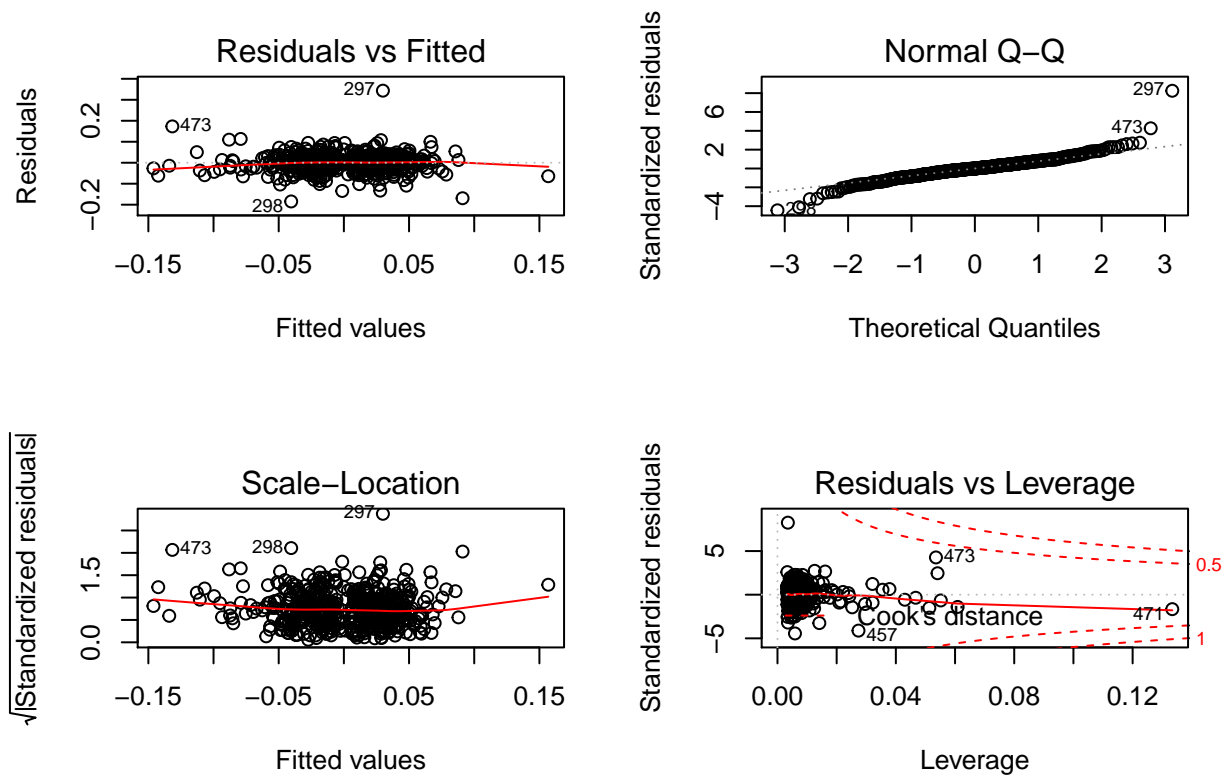 Residuals vs Fitted
Residuals
0.2
−0.2
297
473
298
−0.15 −0.05 0.05 0.15
Fitted values
Normal Q−Q
Standardized residuals
6
2
−4
297
473
298
−3 −2 −1 0 1 2 3
Theoretical Quantiles
Scale−Location
√|Standardized residuals|
1.5
0.0
297
298
473
−0.15 −0.05 0.05 0.15
Fitted values
Residuals vs Leverage
Standardized residuals
5
−5
473
0.5
Cook's distance
471
457
1
0.00 0.04 0.08 0.12
Leverage